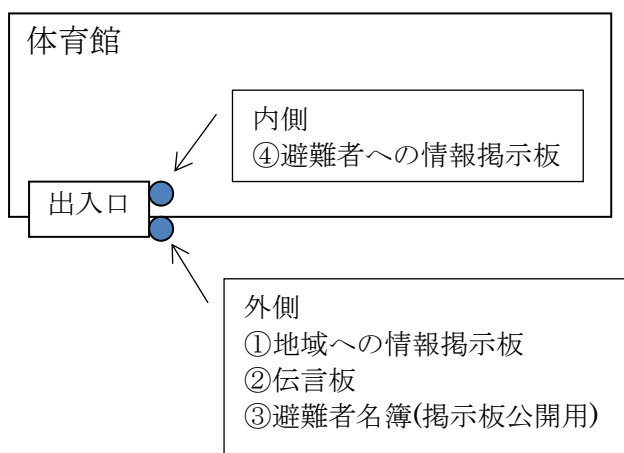 体育館
内側
④避難者への情報掲示板
出入口
外側
①地域への情報掲示板
②伝言板
③避難者名簿(掲示板公開用)